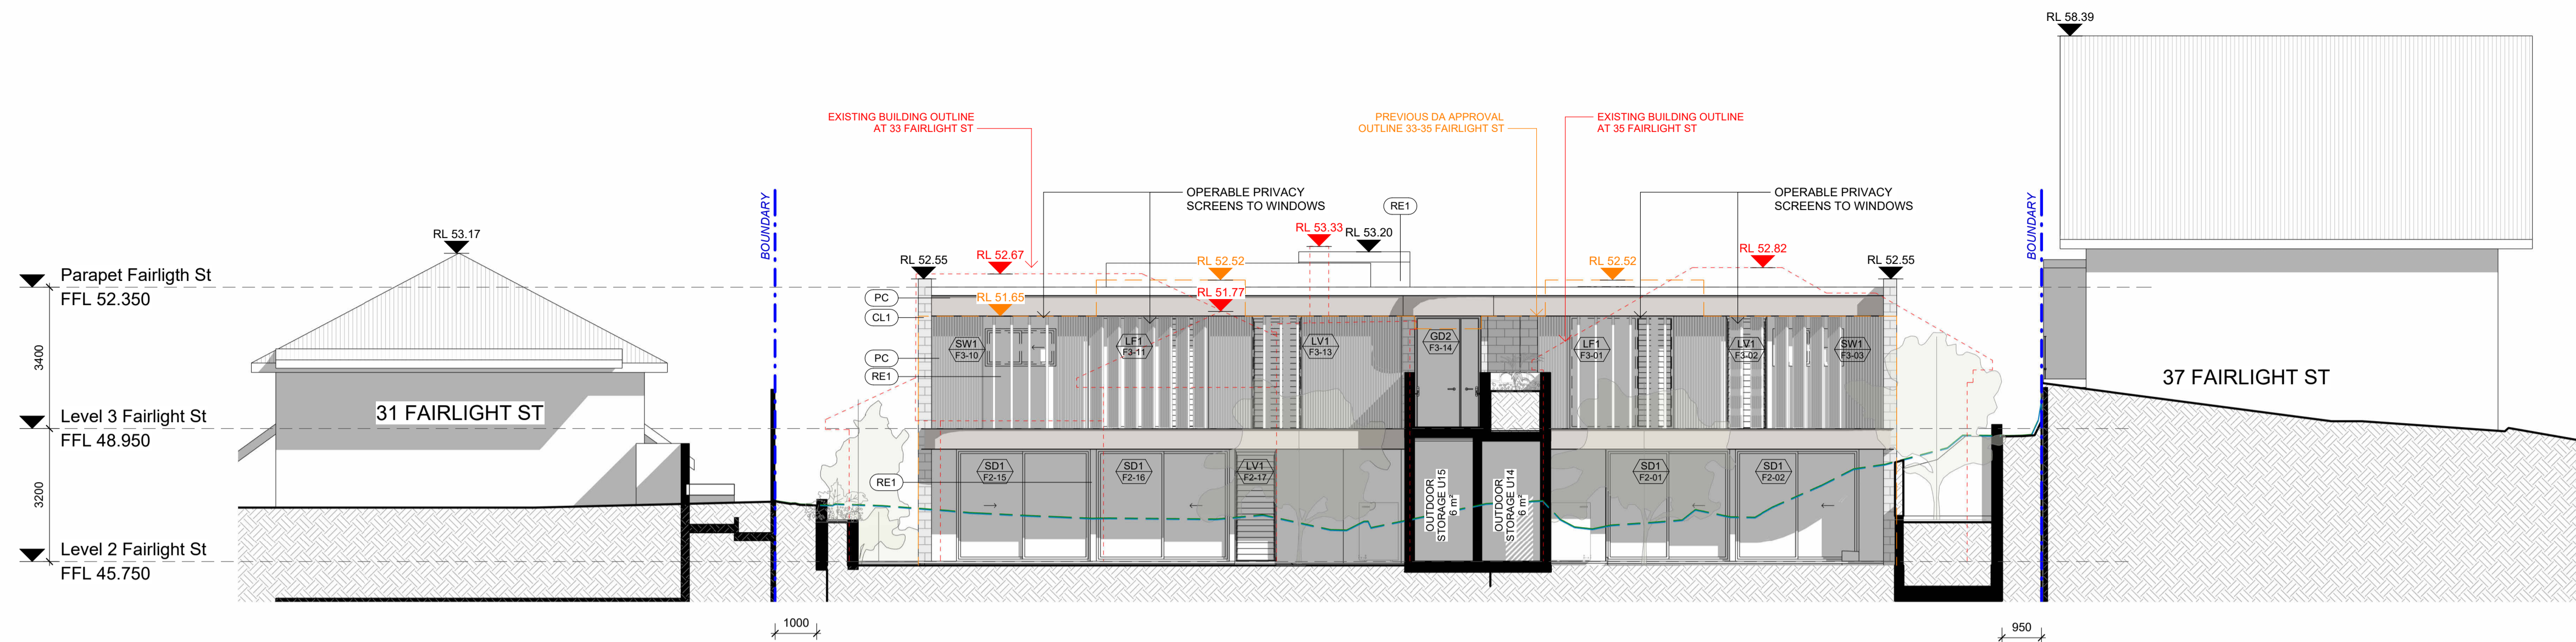 RL 58.39
EXISTING BUILDING OUTLINE
AT 33 FAIRLIGHT ST
PREVIOUS DA APPROVAL
OUTLINE 33-35 FAIRLIGHT ST
EXISTING BUILDING OUTLINE
AT 35 FAIRLIGHT ST
BOUNDARY
OPERABLE PRIVACY
SCREENS TO WINDOWS
RE1
OPERABLE PRIVACY
SCREENS TO WINDOWS
BOUNDARY
RL 53.17
RL 53.33
RL 53.20
RL 52.67
RL 52.55
RL 52.52
RL 52.52
RL 52.82
RL 52.55
Parapet Fairligth St
FFL 52.350
PC
RL 51.65
RL 51.77
CL1
3400
PC
RE1
SW1
F3-10
LF1
F3-11
LV1
F3-13
GD2
F3-14
LF1
F3-01
LV1
F3-02
SW1
F3-03
37 FAIRLIGHT ST
31 FAIRLIGHT ST
Level 3 Fairlight St
FFL 48.950
3200
RE1
SD1
F2-15
SD1
F2-16
LV1
F2-17
OUTDOOR
STORAGE U15
6 m²
OUTDOOR
STORAGE U14
6 m²
SD1
F2-01
SD1
F2-02
Level 2 Fairlight St
FFL 45.750
1000
950